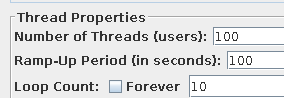 Thread Properties
Number of Threads (users): 100
Ramp-Up Period (in seconds): 100
Loop Count: Forever 10